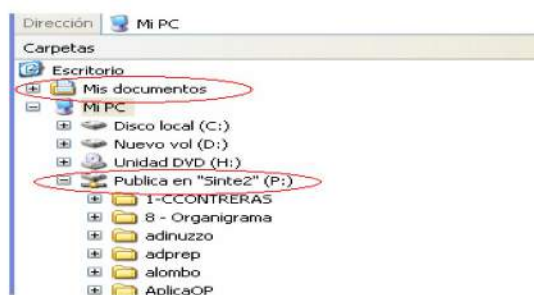 Dirección Mi PC
Carpetas
Escritorio
Mis documentos
Mi PC
Disco local (C:)
Nuevo vol (D:)
Unidad DVD (H:)
Publica en "Sinte2" (P:)
1-CCONTRERAS
8 - Organigrama
adinuzzo
adprep
alombo
AplicaOP